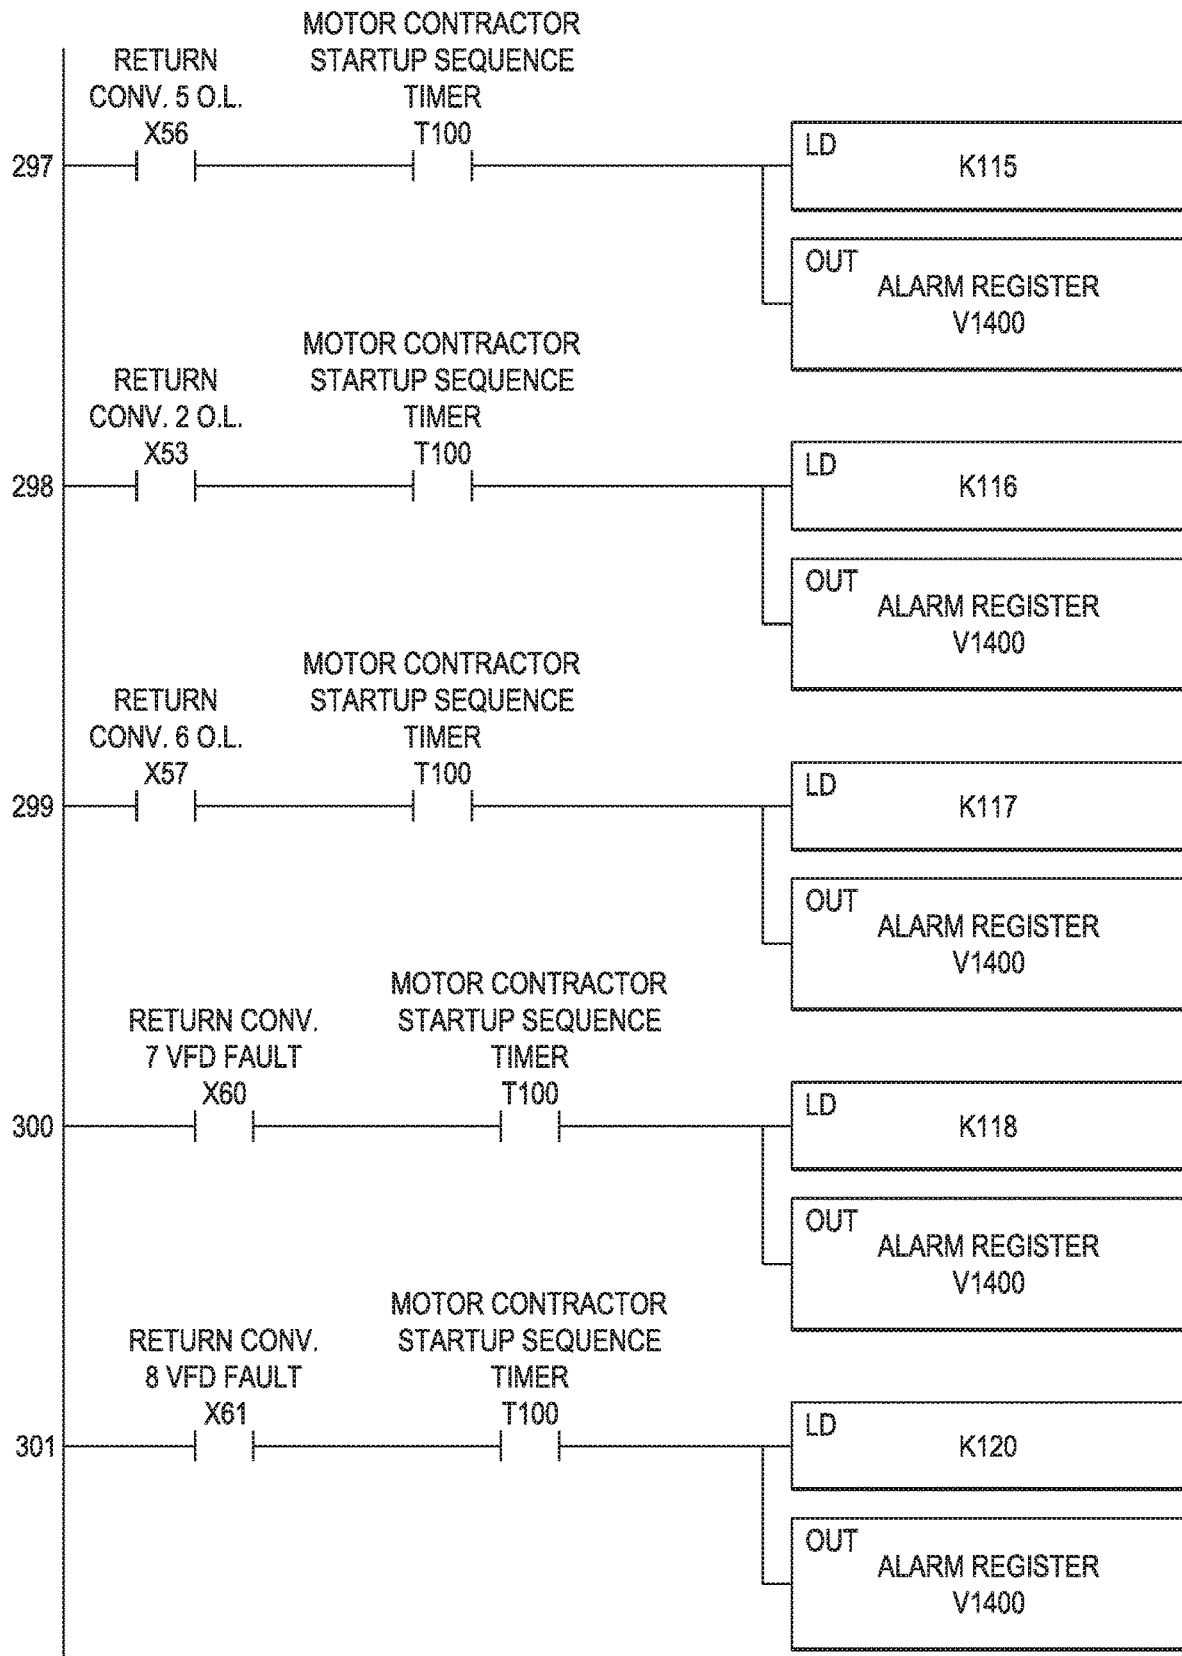 MOTOR CONTRACTOR
STARTUP SEQUENCE
TIMER
T100
RETURN
CONV. 5 O.L.
X56
297
LD
K115
OUT
ALARM REGISTER
V1400
MOTOR CONTRACTOR
STARTUP SEQUENCE
TIMER
T100
RETURN
CONV. 2 O.L.
X53
298
LD
K116
OUT
ALARM REGISTER
V1400
MOTOR CONTRACTOR
STARTUP SEQUENCE
TIMER
T100
RETURN
CONV. 6 O.L.
X57
299
LD
K117
OUT
ALARM REGISTER
V1400
MOTOR CONTRACTOR
STARTUP SEQUENCE
TIMER
T100
RETURN CONV.
7 VFD FAULT
X60
300
LD
K118
OUT
ALARM REGISTER
V1400
MOTOR CONTRACTOR
STARTUP SEQUENCE
TIMER
T100
RETURN CONV.
8 VFD FAULT
X61
301
LD
K120
OUT
ALARM REGISTER
V1400